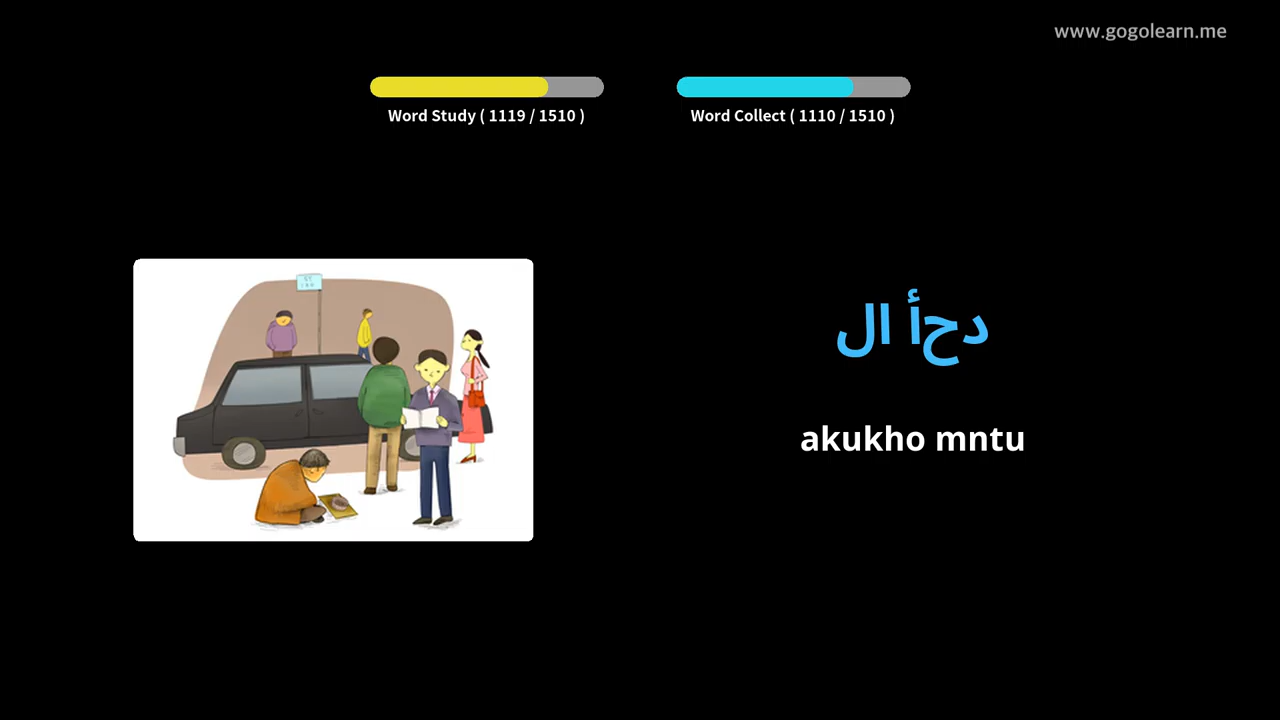 www.gogolearn.me
Word Study ( 1119 / 1510 )
Word Collect ( 1110 / 1510 )
دحأ ال
akukho mntu